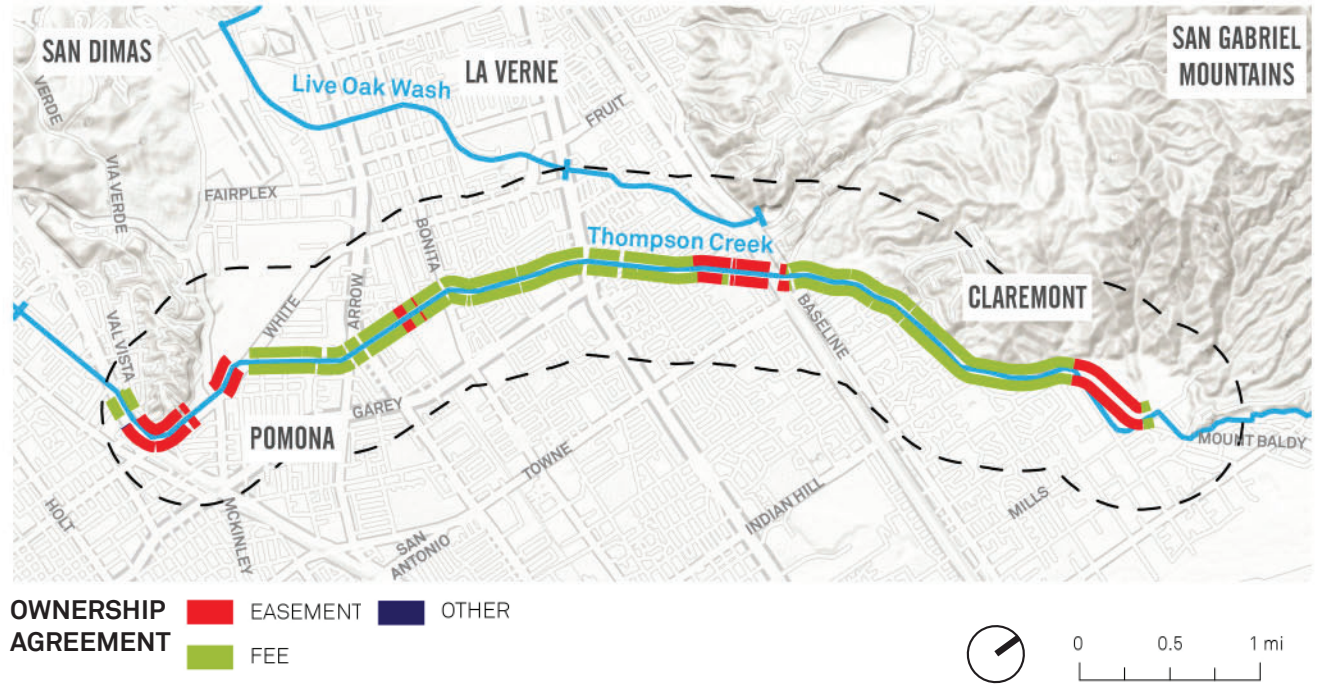 SAN DIMAS
LA VERNE
SAN GABRIEL
MOUNTAINS
Live Oak Wash
VERDE
FRUIT
VIA VERDE
FAIRPLEX
BONITA
Thompson Creek
ARROW
WHITE
VAL VISTA
BASELINE
CLAREMONT
GAREY
POMONA
MOUNT BALDY
TOWNE
INDIAN HILL
MILLS
HOLT
MCKINLEY
SAN
ANTONIO
OWNERSHIP
AGREEMENT
EASEMENT
OTHER
FEE
0 0.5 1 mi